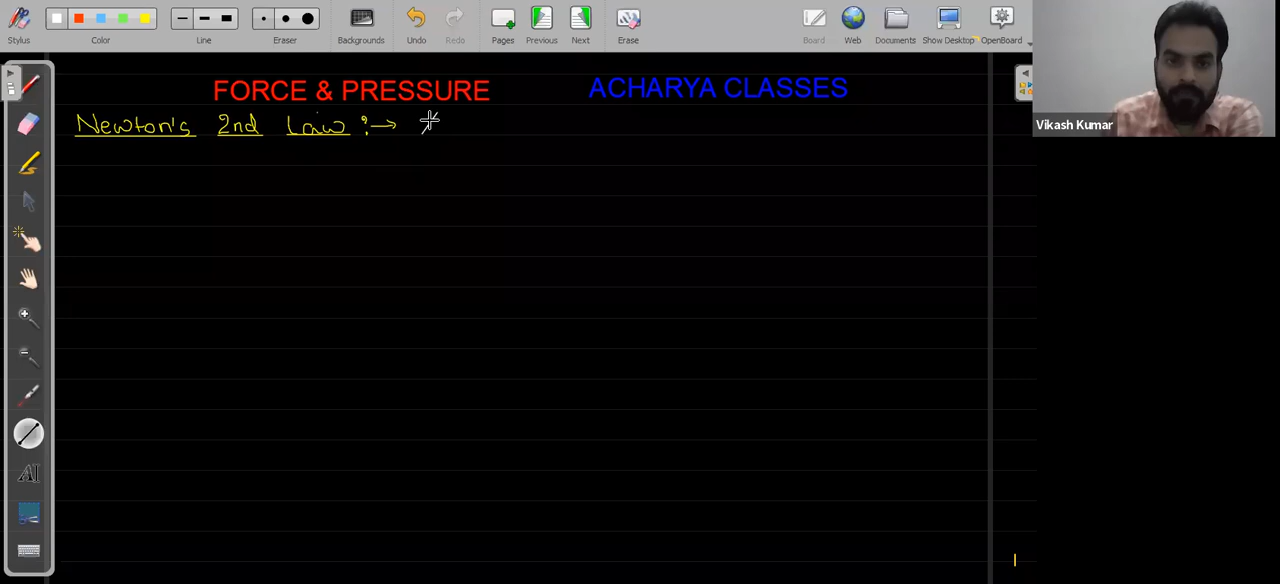 Stylus Color Line Eraser Backgrounds Undo Redo Pages Previous Next Erase Board Web Documents Show Desktop OpenBoard
Vikash Kumar
FORCE & PRESSURE ACHARYA CLASSES
Newton's 2nd Law :→
AI